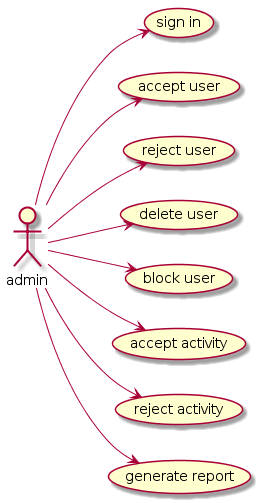 sign in
accept user
reject user
delete user
admin
block user
accept activity
reject activity
generate report